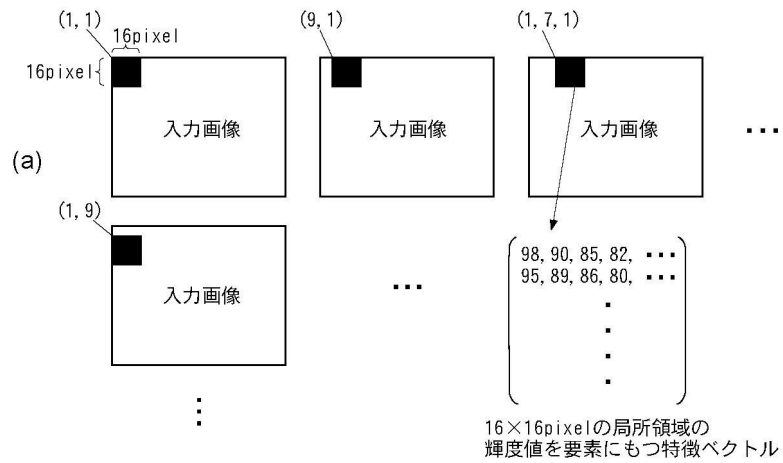 (1,1)
16pixel
16pixel
入力画像
(9,1)
入力画像
(1,7,1)
入力画像
...
(a)
(1,9)
入力画像
...
98, 90, 85, 82, ...
95, 89, 86, 80, ...
16×16pixelの局所領域の
輝度値を要素にもつ特徴ベクトル